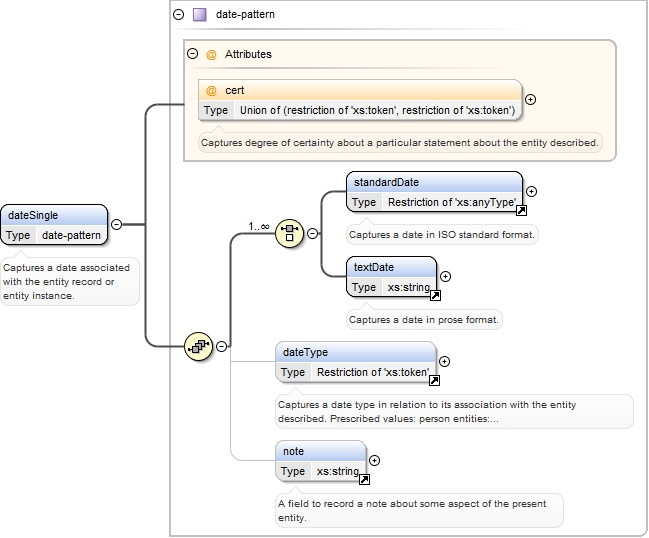 date-pattern
@ Attributes
@ cert
Type Union of (restriction of 'xs:token', restriction of 'xs:token')
Captures degree of certainty about a particular statement about the entity described.
dateSingle
Type date-pattern
Captures a date associated
with the entity record or
entity instance.
1..∞
standardDate
Type Restriction of 'xs:anyType'
Captures a date in ISO standard format.
textDate
Type xs:string
Captures a date in prose format.
dateType
Type Restriction of 'xs:token'
Captures a date type in relation to its association with the entity
described. Prescribed values: person entities:...
note
Type xs:string
A field to record a note about some aspect of the present
entity.